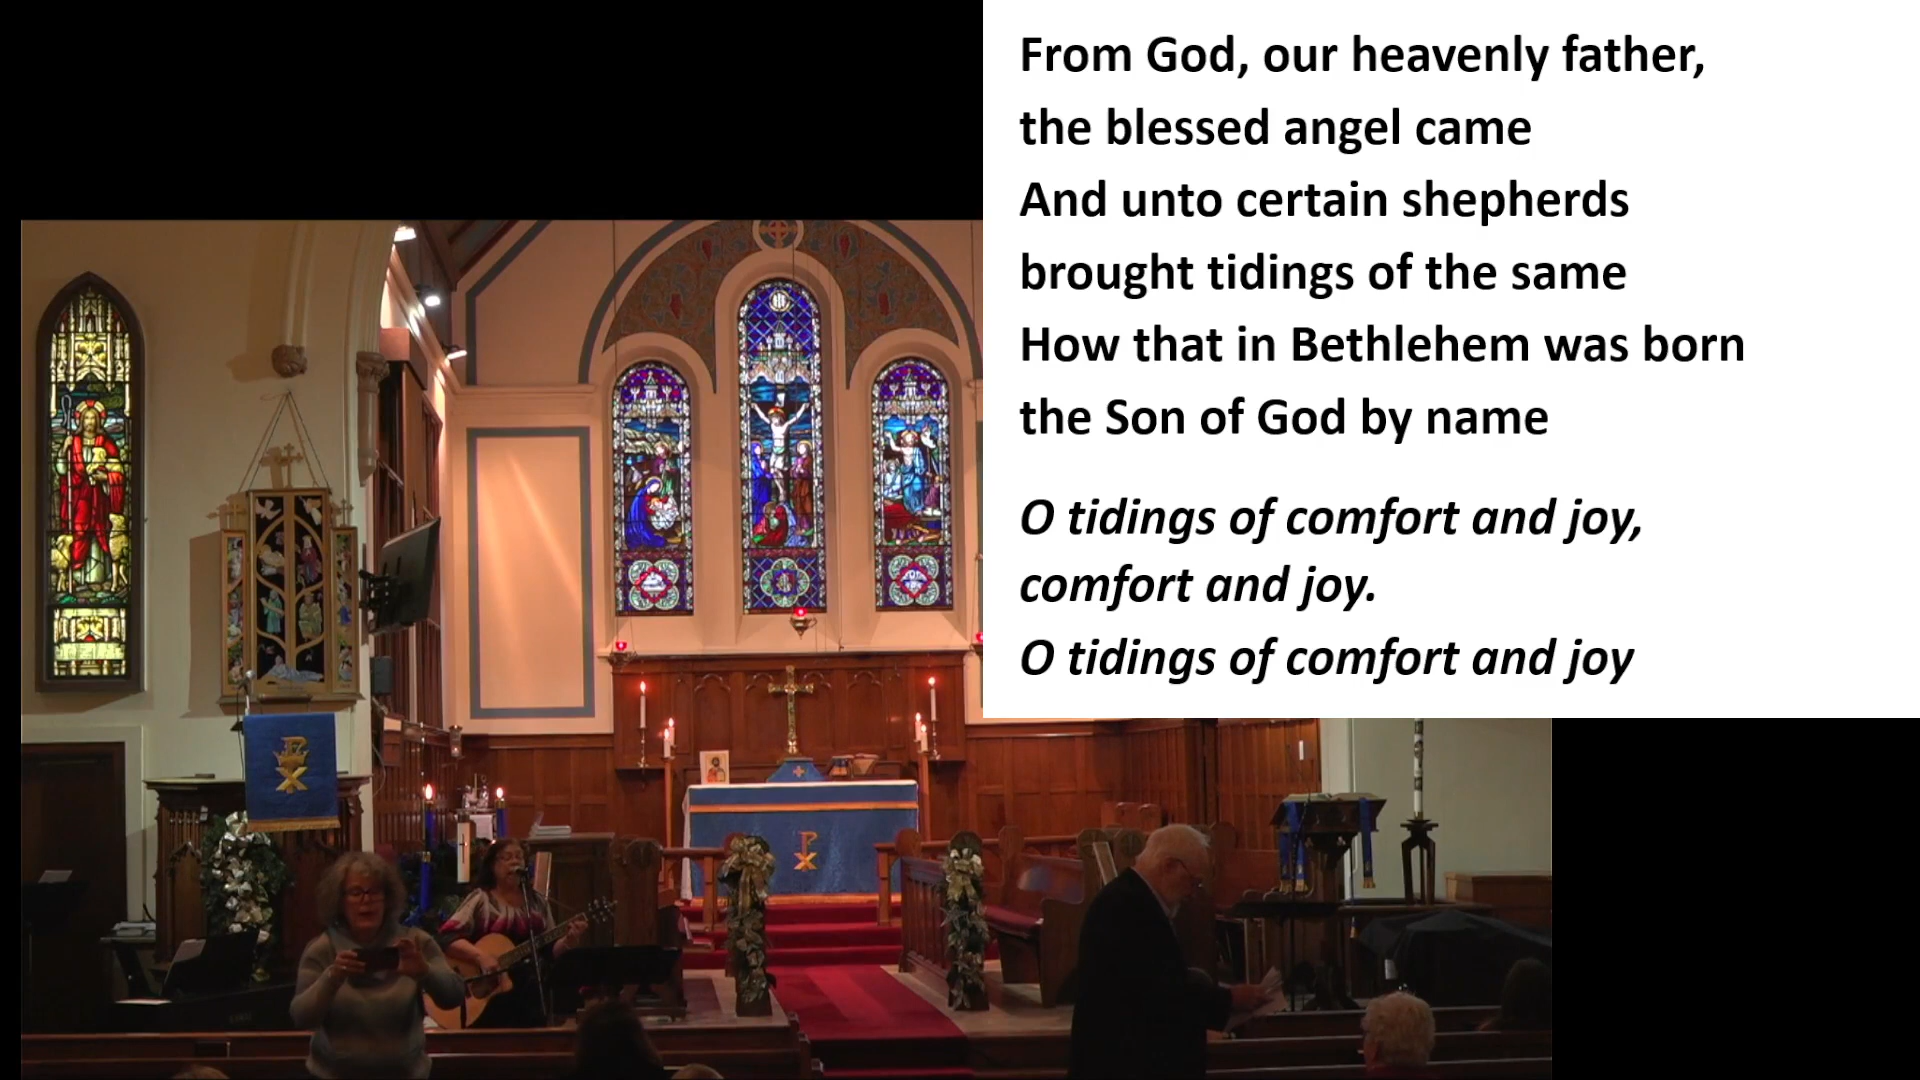 From God, our heavenly father,
the blessed angel came
And unto certain shepherds
brought tidings of the same
How that in Bethlehem was born
the Son of God by name
O tidings of comfort and joy,
comfort and joy.
O tidings of comfort and joy